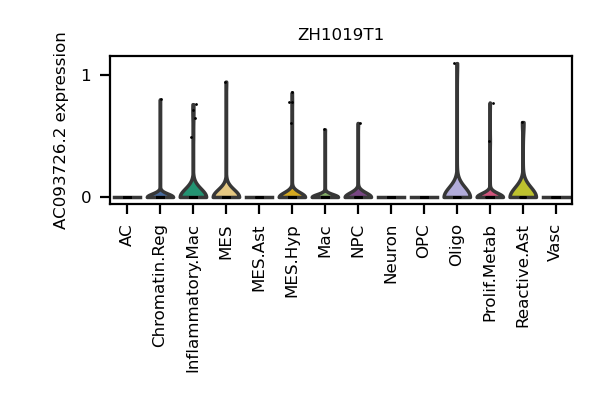 ZH1019T1
AC093726.2 expression
1
0
AC
Chromatin.Reg
Inflammatory.Mac
MES
MES.Ast
MES.Hyp
Mac
NPC
Neuron
OPC
Oligo
Prolif.Metab
Reactive.Ast
Vasc